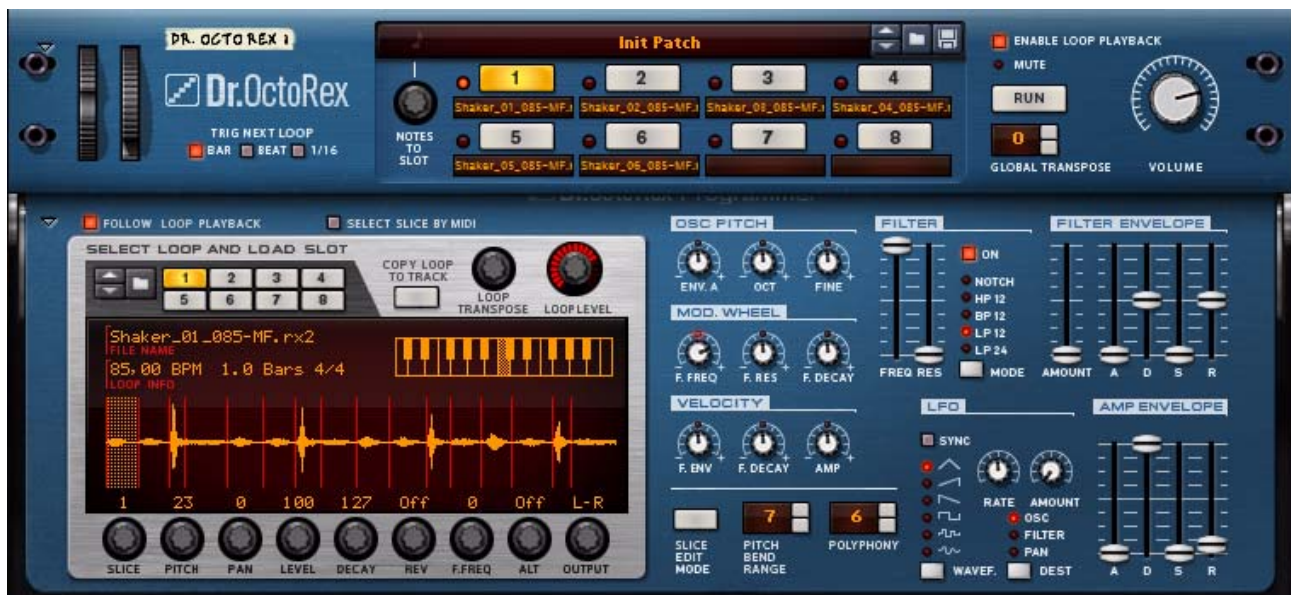 DR. OCTO REX 1
Init Patch
ENABLE LOOP PLAYBACK
MUTE
Dr.OctoRex
1 2 3 4
RUN
Shaker_01_085-MF. Shaker_02_085-MF. Shaker_03_085-MF. Shaker_04_085-MF.
TRIG NEXT LOOP
BAR BEAT 1/16
NOTES TO SLOT
5 6 7 8
0
Shaker_05_085-MF. Shaker_06_085-MF.
GLOBAL TRANSPOSE VOLUME
Dr.OctoRex Programmer
FOLLOW LOOP PLAYBACK SELECT SLICE BY MIDI
SELECT LOOP AND LOAD SLOT
1 2 3 4
5 6 7 8
COPY LOOP
TO TRACK
LOOP
TRANSPOSE
LOOP LEVEL
Shaker_01_085-MF.rx2
FILE NAME
85,00 BPM 1.0 Bars 4/4
LOOP INFO
1 23 0 100 127 Off 0 Off L-R
SLICE PITCH PAN LEVEL DECAY REV F.FREQ ALT OUTPUT
OSC PITCH
ENV. A OCT FINE
MOD. WHEEL
F. FREQ F. RES F. DECAY
VELOCITY
F. ENV F. DECAY AMP
SLICE
EDIT
MODE
7
PITCH
BEND
RANGE
6
POLYPHONY
FILTER
ON
NOTCH
HP 12
BP 12
LP 12
LP 24
FREQ RES MODE
FILTER ENVELOPE
AMOUNT A D S R
LFO
SYNC
RATE AMOUNT
OSC
FILTER
PAN
WAVEF. DEST
AMP ENVELOPE
A D S R